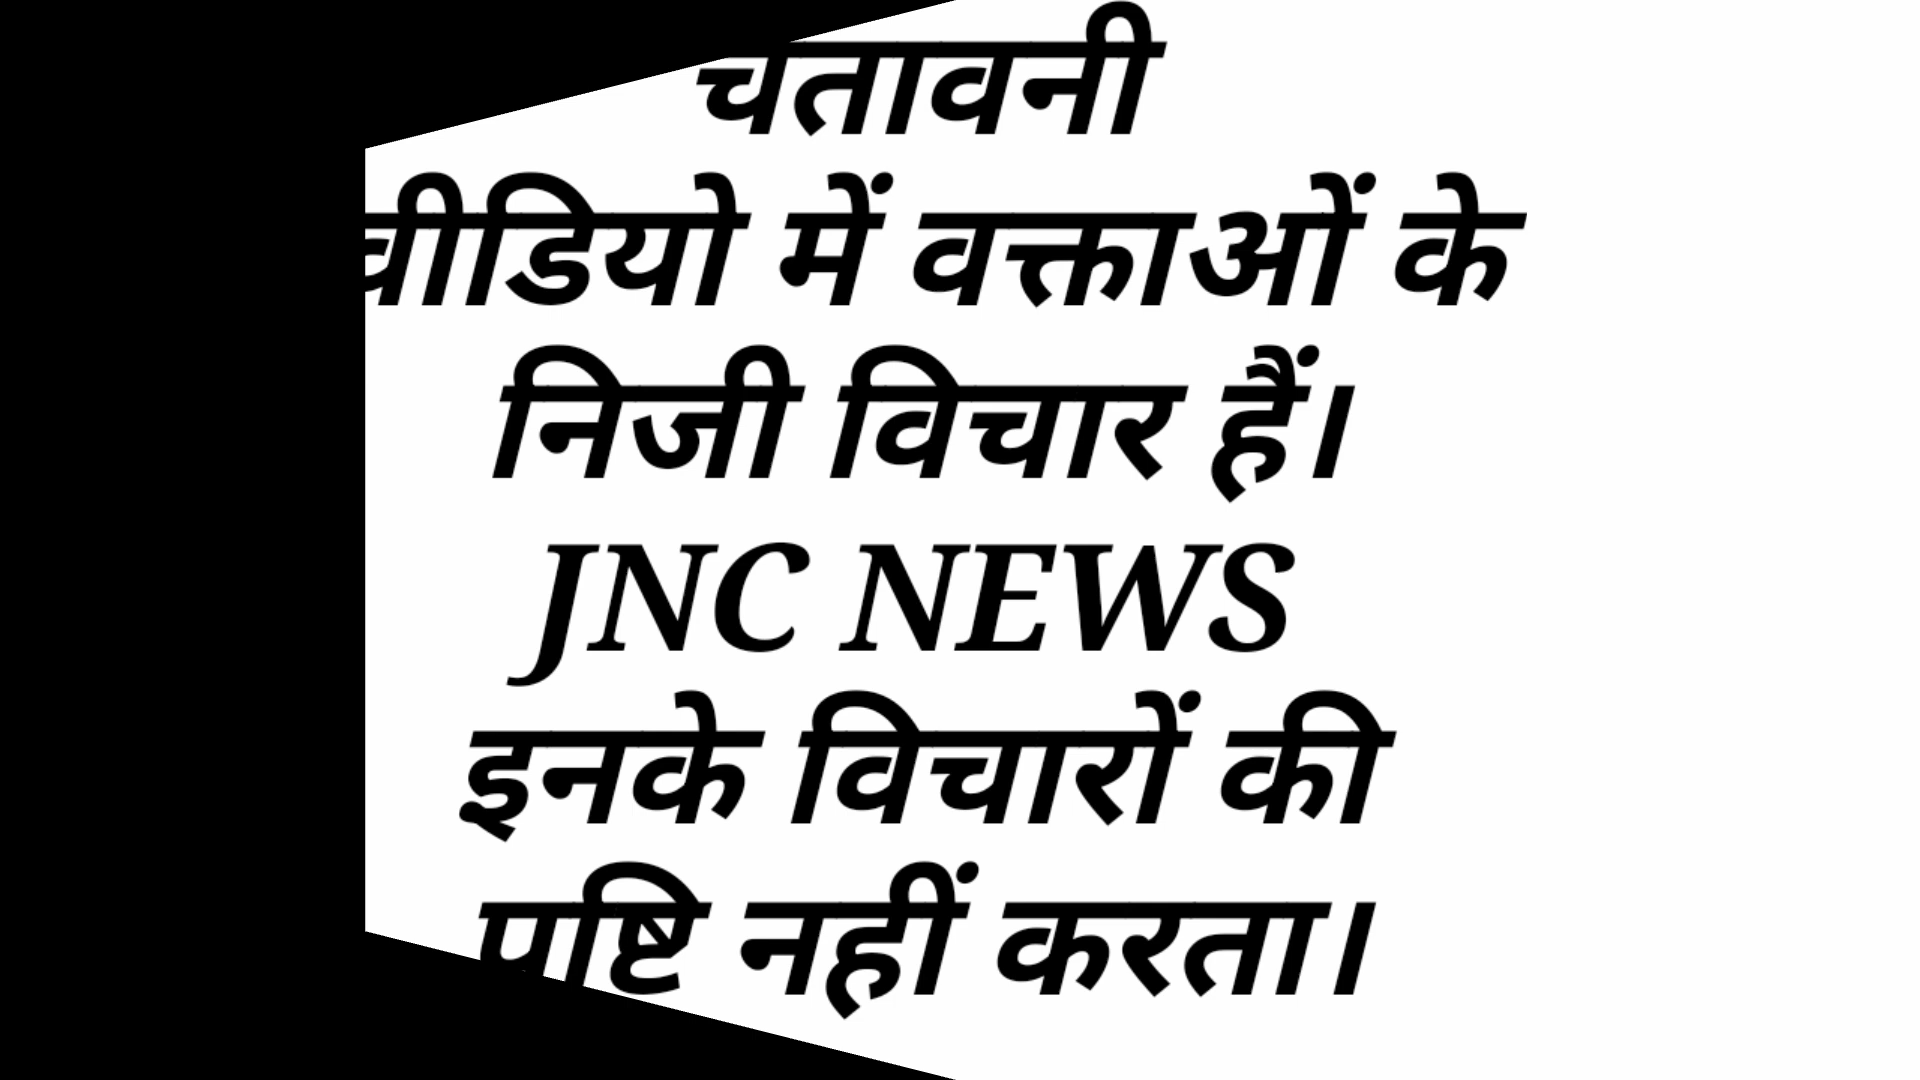 चेतावनी
वीडियो में वक्ताओं के
निजी विचार हैं।
JNC NEWS
इनके विचारों की
पुष्टि नहीं करता।